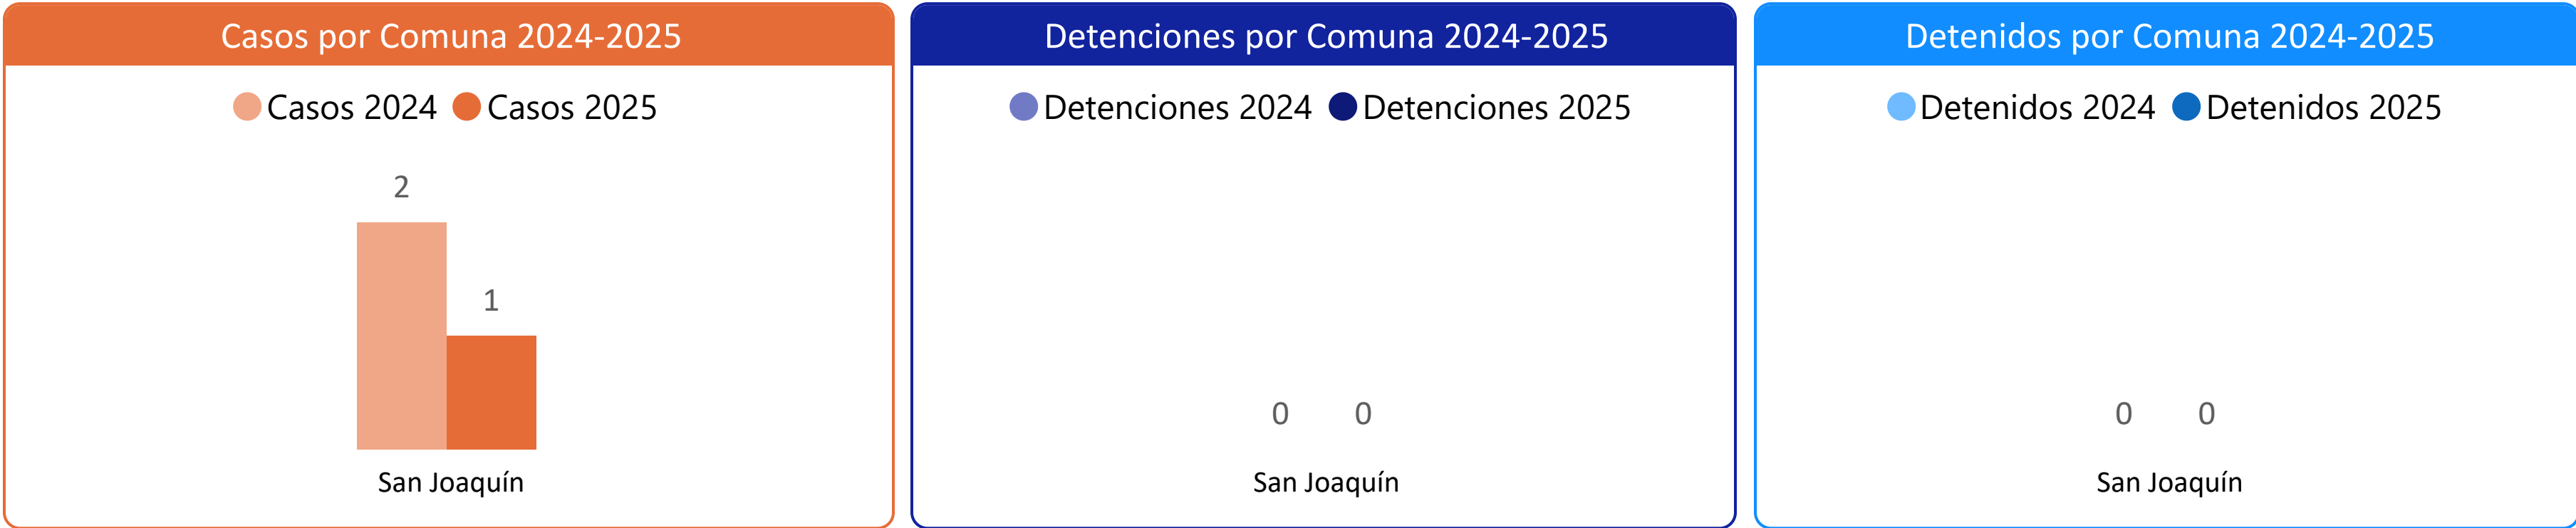 Casos por Comuna 2024-2025
Casos 2024 Casos 2025
2
1
San Joaquín
Detenciones por Comuna 2024-2025
Detenciones 2024 Detenciones 2025
0 0
San Joaquín
Detenidos por Comuna 2024-2025
Detenidos 2024 Detenidos 2025
0 0
San Joaquín